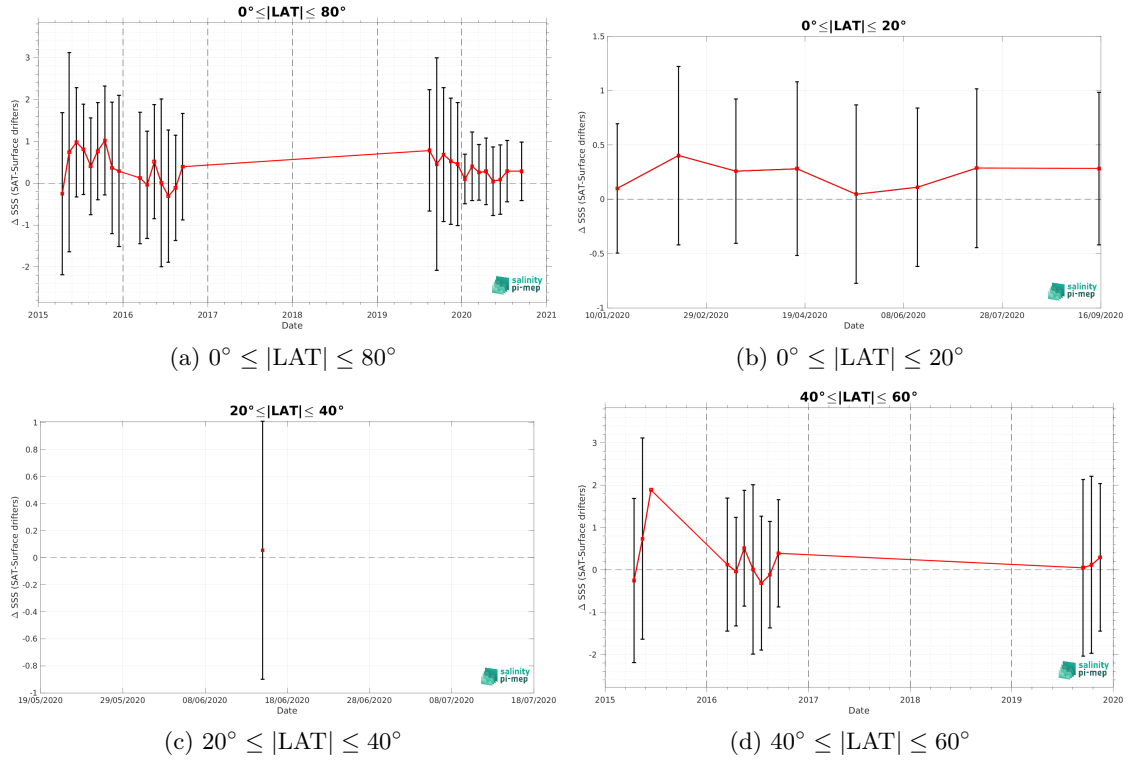 0°≤|LAT|≤ 80°
Δ SSS (SAT-Surface drifters)
3
2
1
0
-1
-2
2015
2016
2017
2018
2019
2020
2021
Date
salinity
pi-mep
(a) 0° ≤ |LAT| ≤ 80°
0°≤|LAT|≤ 20°
Δ SSS (SAT-Surface drifters)
1.5
1
0.5
0
-0.5
-1
10/01/2020
29/02/2020
19/04/2020
08/06/2020
28/07/2020
16/09/2020
Date
salinity
pi-mep
(b) 0° ≤ |LAT| ≤ 20°
20°≤|LAT|≤ 40°
Δ SSS (SAT-Surface drifters)
1
0.8
0.6
0.4
0.2
0
-0.2
-0.4
-0.6
-0.8
-1
19/05/2020
29/05/2020
08/06/2020
18/06/2020
28/06/2020
08/07/2020
18/07/2020
Date
salinity
pi-mep
(c) 20° ≤ |LAT| ≤ 40°
40°≤|LAT|≤ 60°
Δ SSS (SAT-Surface drifters)
3
2
1
0
-1
-2
2015
2016
2017
2018
2019
2020
Date
salinity
pi-mep
(d) 40° ≤ |LAT| ≤ 60°